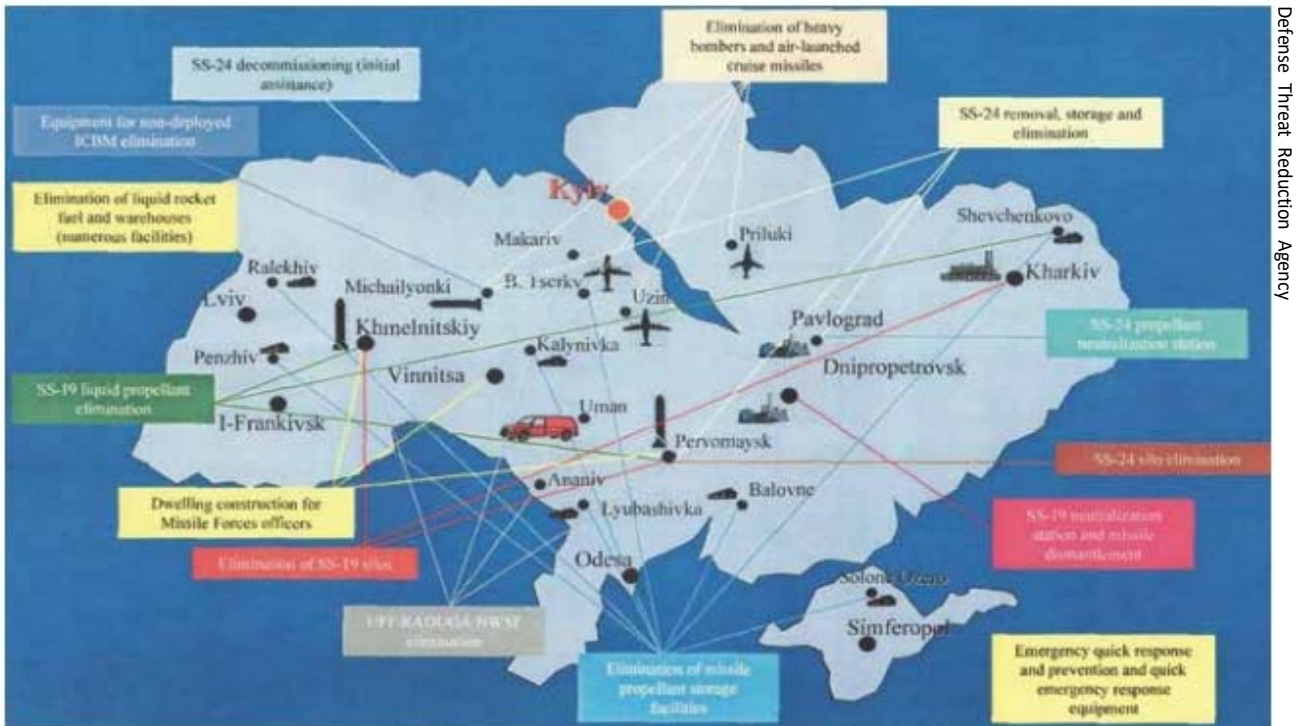 Elimination of heavy
bombers and air-launched
cruise missiles
SS-24 decommissioning (initial
assistance)
SS-24 removal, storage and
elimination
Equipment for non-deployed
ICBM elimination
Elimination of liquid rocket
fuel and warehouses
(numerous facilities)
Kyiv
Shevchenkovo
Makariv
Priluki
Ralekhiv
Michailyonki
B. Tserkv
Kharkiv
Lviv
Uzin
Khmelnitskiy
Pavlograd
SS-24 propellant
neutralization station
Penzhiv
Kalynivka
Vinnitsa
Dnipropetrovsk
SS-19 liquid propellant
elimination
I-Frankivsk
Uman
Pervomaysk
SS-24 silo elimination
Ananiv
Balovne
Dwelling construction for
Missile Forces officers
Lyubashivka
SS-19 neutralization
station and missile
dismantlement
Elimination of SS-19 silos
Odesa
Simferopol
elimination
Elimination of missile
propellant storage
facilities
Emergency quick response
and prevention and quick
emergency response
equipment
Defense Threat Reduction Agency